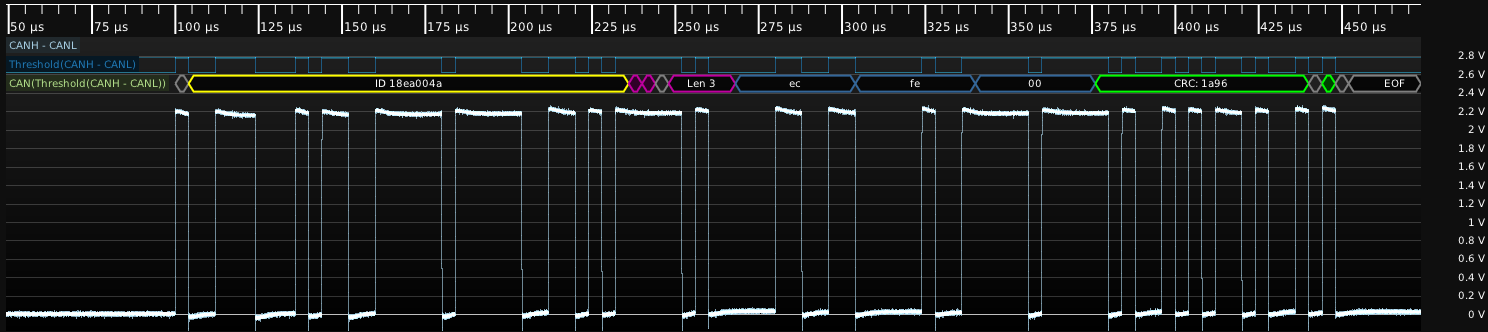 50 µs 75 µs 100 µs 125 µs 150 µs 175 µs 200 µs 225 µs 250 µs 275 µs 300 µs 325 µs 350 µs 375 µs 400 µs 425 µs 450 µs
CANH - CANL
Threshold(CANH - CANL)
CAN(Threshold(CANH - CANL)) ID 18ea004a Len 3 ec fe 00 CRC: 1a96 EOF
2.8 V
2.6 V
2.4 V
2.2 V
2 V
1.8 V
1.6 V
1.4 V
1.2 V
1 V
0.8 V
0.6 V
0.4 V
0.2 V
0 V